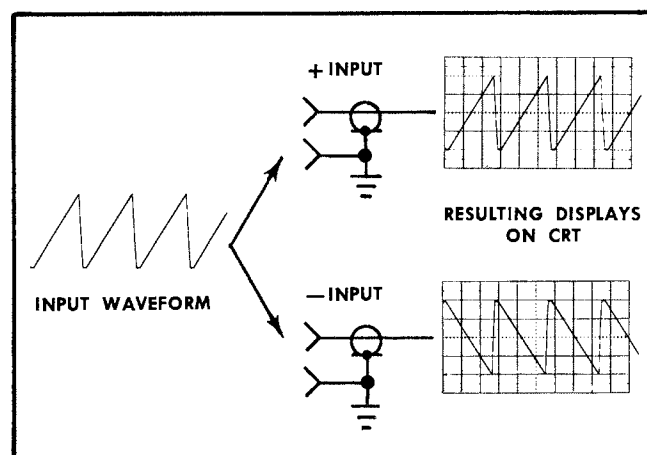 + INPUT
RESULTING DISPLAYS
ON CRT
INPUT WAVEFORM
− INPUT